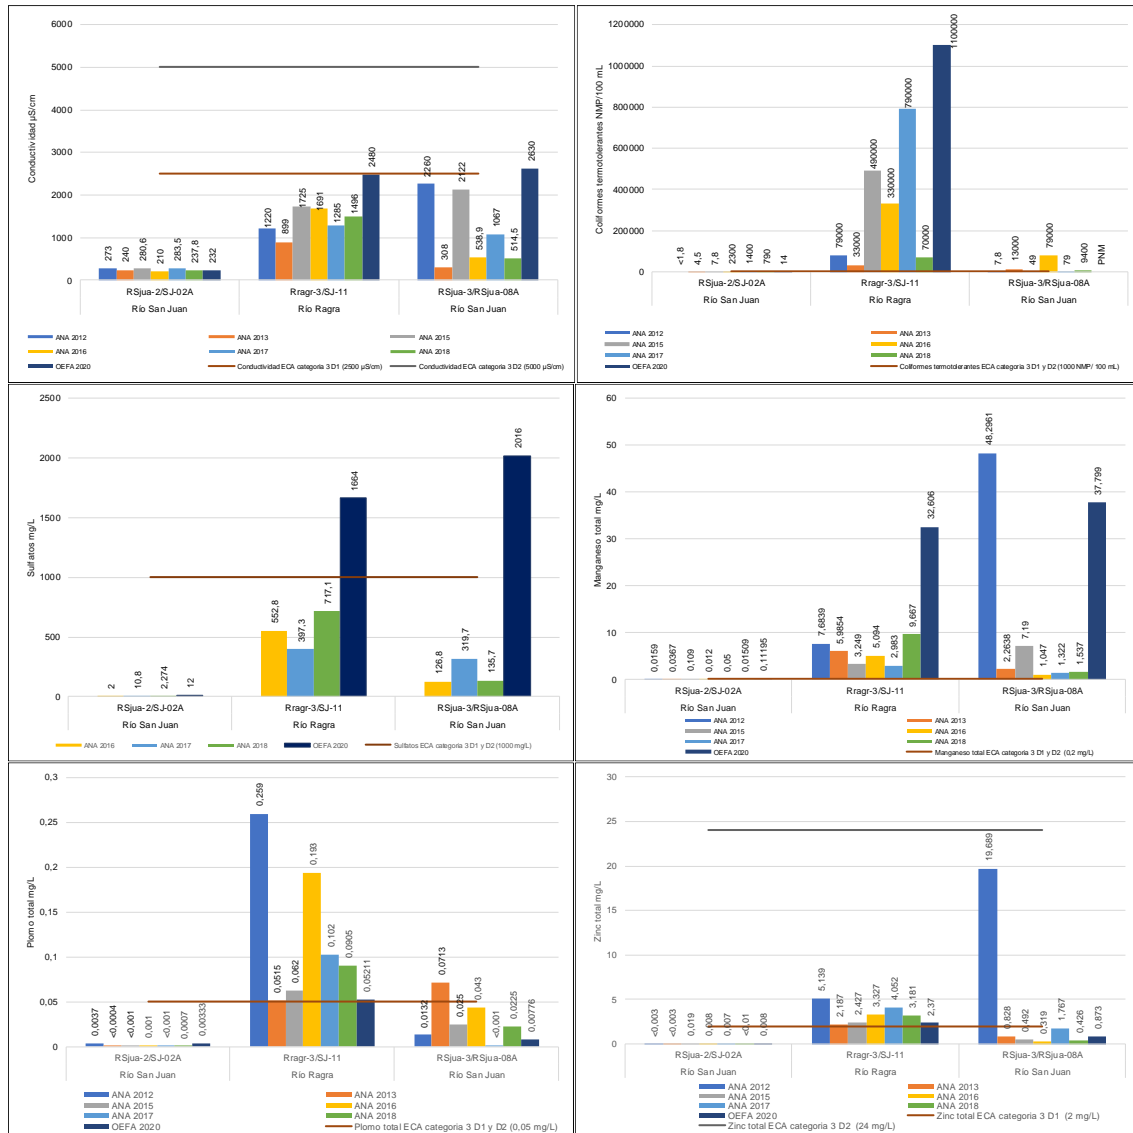 6000
5000
4000
3000
2000
1000
0
Conductividad µS/cm
273
240
280,6
210
283,5
237,8
232
1220
899
1725
1691
1285
1496
2480
2260
308
2122
538,9
1067
514,5
2630
RSjua-2/SJ-02A
Rragr-3/SJ-11
RSjua-3/RSjua-08A
Río San Juan
Río Ragra
Río San Juan
ANA 2012
ANA 2013
ANA 2015
ANA 2016
ANA 2017
ANA 2018
OEFA 2020
Conductividad ECA categoria 3 D1 (2500 µS/cm)
Conductividad ECA categoria 3 D2 (5000 µS/cm)
1200000
1000000
800000
600000
400000
200000
0
Coliformes termotolerantes NMP/100 mL
<1,8
4,5
7,8
2300
1400
790
14
79000
33000
490000
330000
790000
70000
1100000
7,8
13000
49
79000
79
9400
PNM
RSjua-2/SJ-02A
Rragr-3/SJ-11
RSjua-3/RSjua-08A
Río San Juan
Río Ragra
Río San Juan
ANA 2012
ANA 2013
ANA 2015
ANA 2016
ANA 2017
ANA 2018
OEFA 2020
Coliformes termotolerantes ECA categoria 3 D1 y D2 (1000 NMP/ 100 mL)
2500
2000
1500
1000
500
0
Sulfatos mg/L
2
10,8
2,274
12
552,8
397,3
717,1
1664
126,8
319,7
135,7
2016
RSjua-2/SJ-02A
Rragr-3/SJ-11
RSjua-3/RSjua-08A
Río San Juan
Río Ragra
Río San Juan
ANA 2016
ANA 2017
ANA 2018
OEFA 2020
Sulfatos ECA categoria 3 D1 y D2 (1000 mg/L)
60
50
40
30
20
10
0
Manganeso total mg/L
0,0159
0,0367
0,109
0,012
0,05
0,01509
0,11195
7,6839
5,9854
3,249
5,094
2,983
9,667
32,606
48,2961
2,2638
7,19
1,047
1,322
1,537
37,799
RSjua-2/SJ-02A
Rragr-3/SJ-11
RSjua-3/RSjua-08A
Río San Juan
Río Ragra
Río San Juan
ANA 2012
ANA 2013
ANA 2015
ANA 2016
ANA 2017
ANA 2018
OEFA 2020
Manganeso total ECA categoria 3 D1 y D2 (0,2 mg/L)
0,3
0,25
0,2
0,15
0,1
0,05
0
Plomo total mg/L
0,0037
<0,0004
<0,001
0,001
<0,001
0,0007
0,00333
0,259
0,0515
0,062
0,193
0,102
0,0905
0,05211
0,0132
0,0713
0,025
0,043
<0,001
0,0225
0,00776
RSjua-2/SJ-02A
Rragr-3/SJ-11
RSjua-3/RSjua-08A
Río San Juan
Río Ragra
Río San Juan
ANA 2012
ANA 2013
ANA 2015
ANA 2016
ANA 2017
ANA 2018
OEFA 2020
Plomo total ECA categoria 3 D1 y D2 (0,05 mg/L)
30
25
20
15
10
5
0
Zinc total mg/L
<0,003
<0,003
0,019
0,008
0,007
<0,01
0,008
5,139
2,187
2,427
3,327
4,052
3,181
2,37
19,689
0,828
0,492
0,319
1,767
0,426
0,873
RSjua-2/SJ-02A
Rragr-3/SJ-11
RSjua-3/RSjua-08A
Río San Juan
Río Ragra
Río San Juan
ANA 2012
ANA 2013
ANA 2015
ANA 2016
ANA 2017
ANA 2018
OEFA 2020
Zinc total ECA categoria 3 D1 (2 mg/L)
Zinc total ECA categoria 3 D2 (24 mg/L)